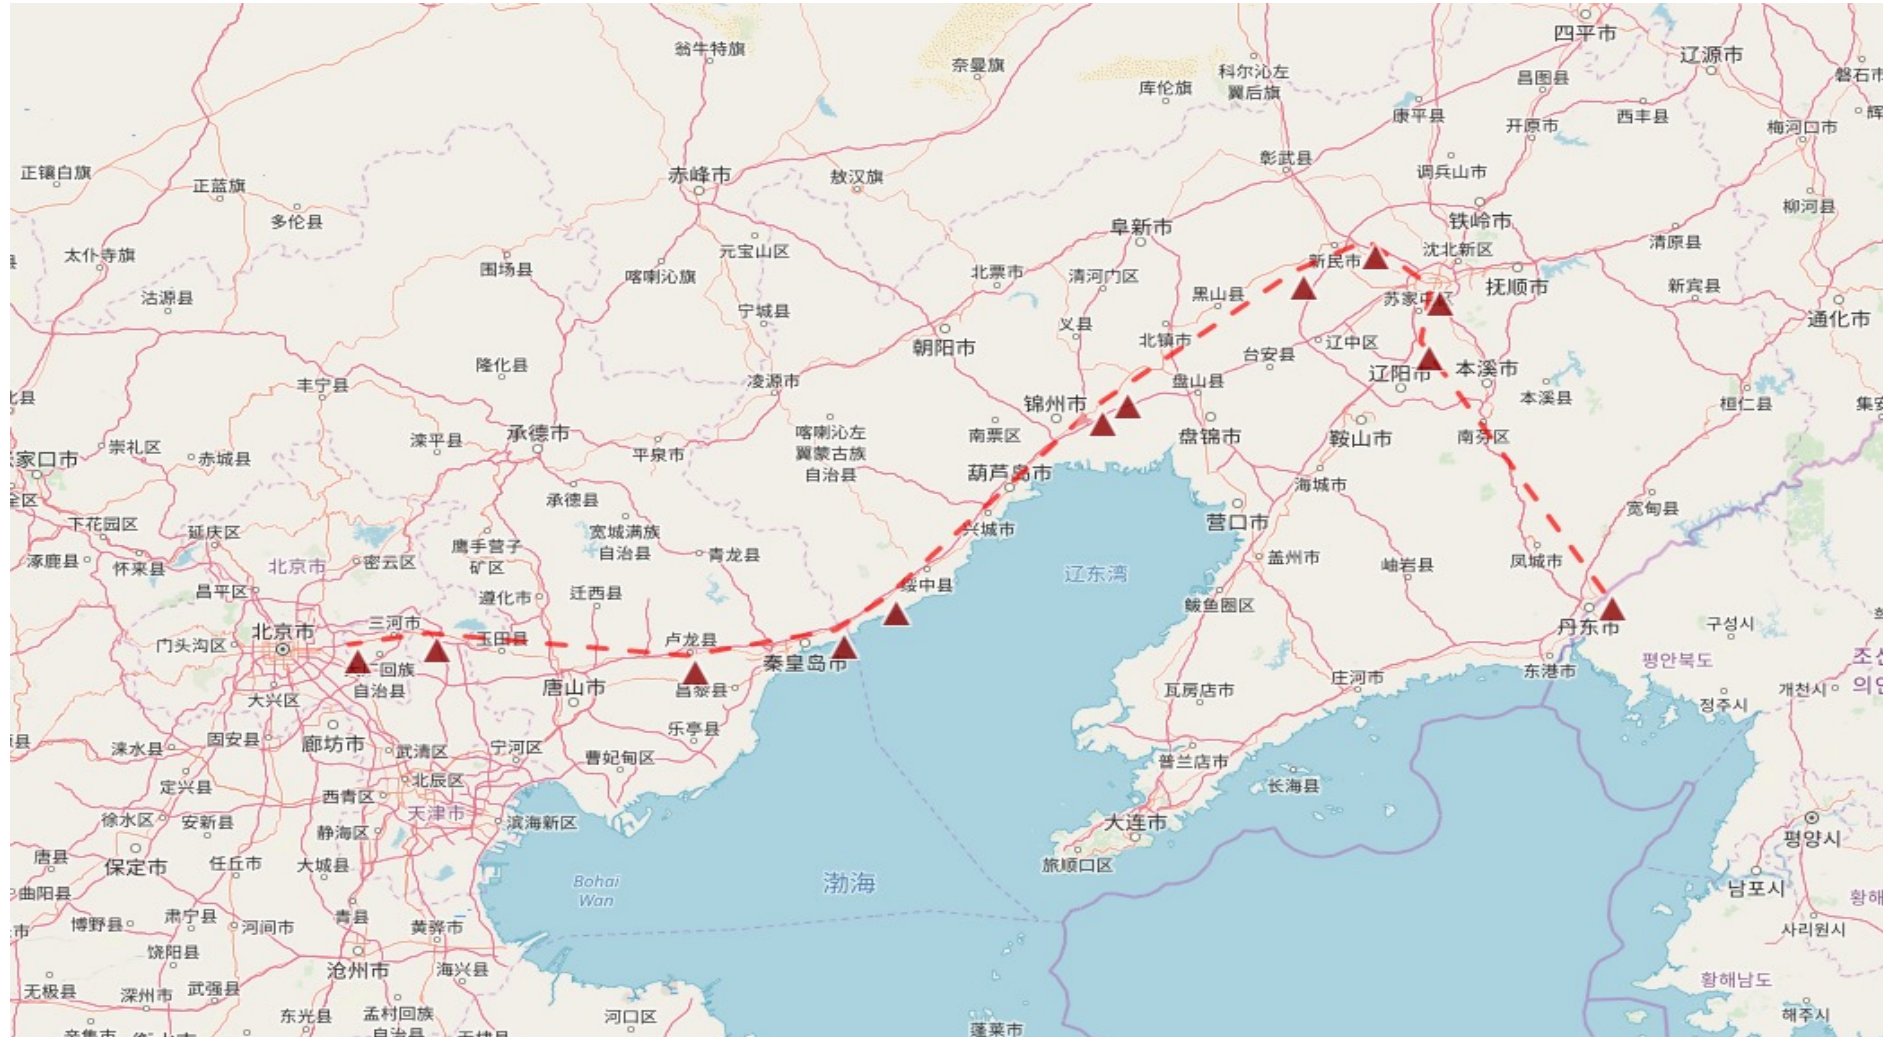 四平市
辽源市
翁牛特旗
奈曼旗
科尔沁左
翼后旗
昌图县
磐石市
库伦旗
康平县
西丰县
开原市
梅河口市
辉
彰武县
正镶白旗
正蓝旗
赤峰市
敖汉旗
调兵山市
多伦县
阜新市
铁岭市
柳河县
太仆寺旗
元宝山区
沈北新区
清原县
围场县
喀喇沁旗
北票市
清河门区
新民市
沽源县
宁城县
黑山县
苏家屯区
抚顺市
新宾县
通化市
义县
朝阳市
北镇市
台安县
辽中区
隆化县
丰宁县
凌源市
盘山县
辽阳市
本溪市
本溪县
桓仁县
集安
锦州市
崇礼区
滦平县
承德市
平泉市
喀喇沁左
翼蒙古族
自治县
南票区
盘锦市
鞍山市
南芬区
张家口市
赤城县
承德县
葫芦岛市
海城市
宽甸县
下花园区
延庆区
宽城满族
自治县
兴城市
营口市
涿鹿县
怀来县
北京市
密云区
鹰手营子
矿区
青龙县
辽东湾
盖州市
岫岩县
凤城市
昌平区
遵化市
迁西县
绥中县
鲅鱼圈区
门头沟区
北京市
三河市
玉田县
卢龙县
秦皇岛市
丹东市
구성시
평안북도
回族
自治县
大兴区
唐山市
昌黎县
瓦房店市
庄河市
东港市
정주시
개천시
涞水县
固安县
廊坊市
武清区
宁河区
乐亭县
曹妃甸区
普兰店市
长海县
定兴县
北辰区
西青区
天津市
徐水区
安新县
静海区
滨海新区
大连市
旅顺口区
평양시
唐县
保定市
任丘市
大城县
Bohai
Wan
渤海
曲阳县
남포시
황해
博野县
肃宁县
河间市
青县
黄骅市
사리원시
饶阳县
沧州市
海兴县
황해남도
无极县
深州市
武强县
东光县
孟村回族
自治县
河口区
蓬莱市
해주시